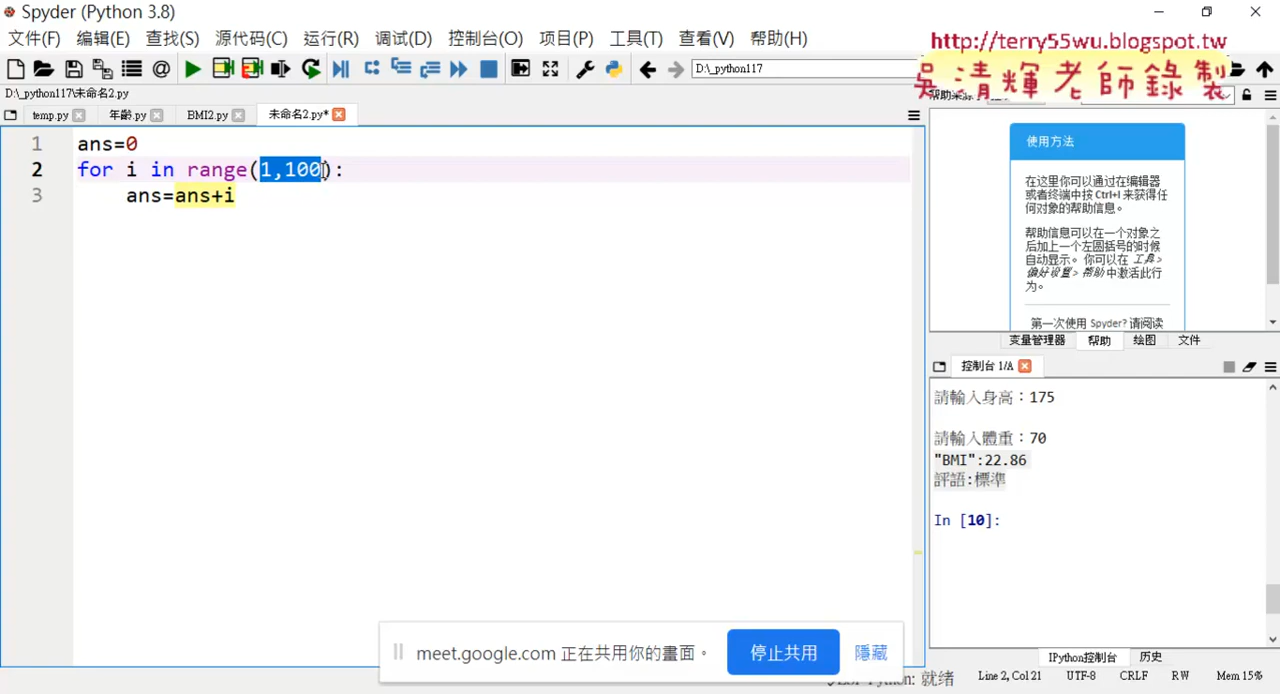 Spyder (Python 3.8)
文件(F) 编辑(E) 查找(S) 源代码(C) 运行(R) 调试(D) 控制台(O) 项目(P) 工具(T) 查看(V) 帮助(H)
http://terry55wu.blogspot.tw
D:\_python117
吳清輝老師錄製
D:\_python117\未命名2.py
temp.py 年齡.py BMI2.py 未命名2.py*
1 ans=0
2 for i in range(1,100):
3 ans=ans+i
使用方法
在这里你可以通过在编辑器
或者终端中按 Ctrl+I 来获得任
何对象的帮助信息。
帮助信息可以在一个对象之
后加上一个左圆括号的时候
自动显示。 你可以在 工具>
偏好设置> 帮助 中激活此行
为。
第一次使用 Spyder? 请阅读
变量管理器 帮助 绘图 文件
控制台 1/A
請輸入身高：175
請輸入體重：70
"BMI":22.86
評語:標準
In [10]:
meet.google.com 正在共用你的畫面。 停止共用 隱藏
IPython控制台 历史
Python: 就绪 Line 2, Col 21 UTF-8 CRLF RW Mem 15%